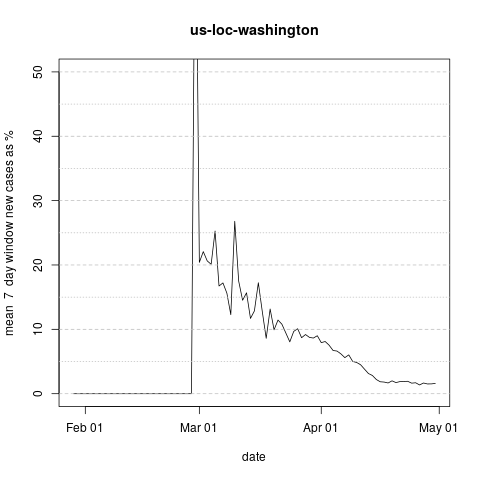 us-loc-washington
mean  7  day window new cases as %
50
40
30
20
10
0
Feb 01
Mar 01
Apr 01
May 01
date